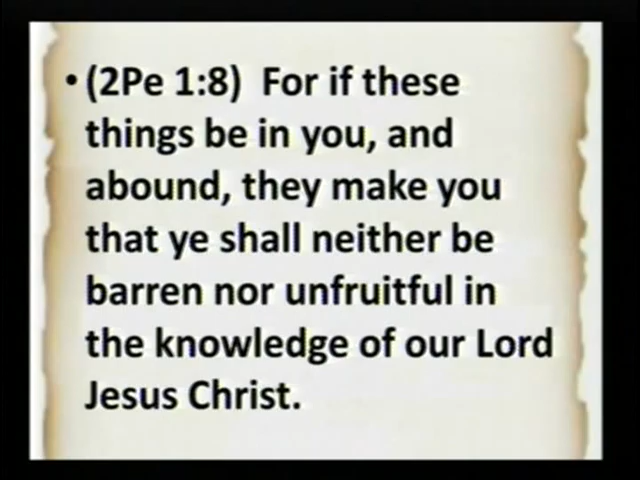 • (2Pe 1:8)  For if these
things be in you, and
abound, they make you
that ye shall neither be
barren nor unfruitful in
the knowledge of our Lord
Jesus Christ.